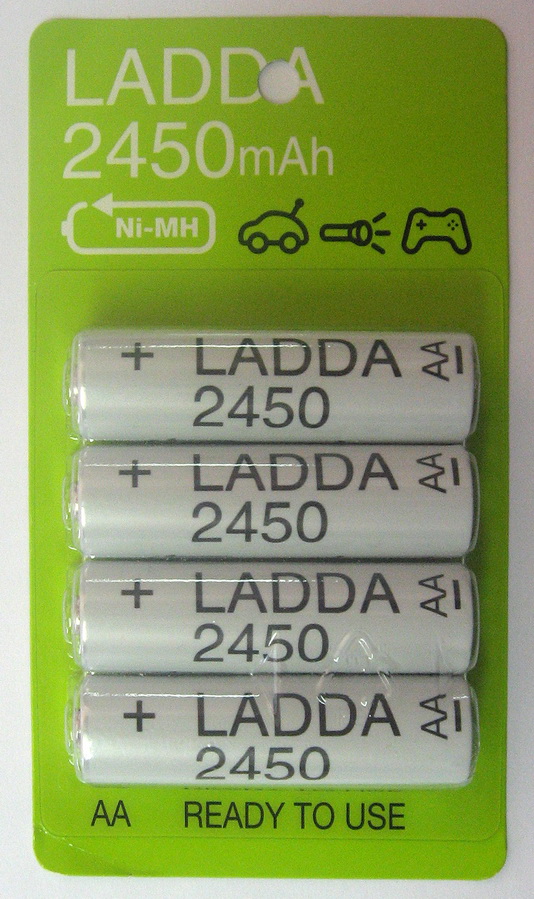 LADDA
2450mAh
Ni-MH
+ LADDA AA –
2450
+ LADDA AA –
2450
+ LADDA AA –
2450
+ LADDA AA –
2450
AA READY TO USE